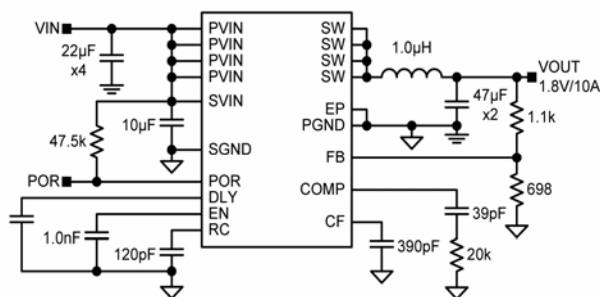 VIN
22µF
x4
PVIN
PVIN
PVIN
PVIN
SVIN
10µF
SGND
47.5k
POR
POR
DLY
EN
RC
1.0nF
120pF
SW
SW
SW
SW
1.0µH
VOUT
1.8V/10A
47µF
x2
1.1k
EP
PGND
FB
698
COMP
39pF
CF
390pF
20k